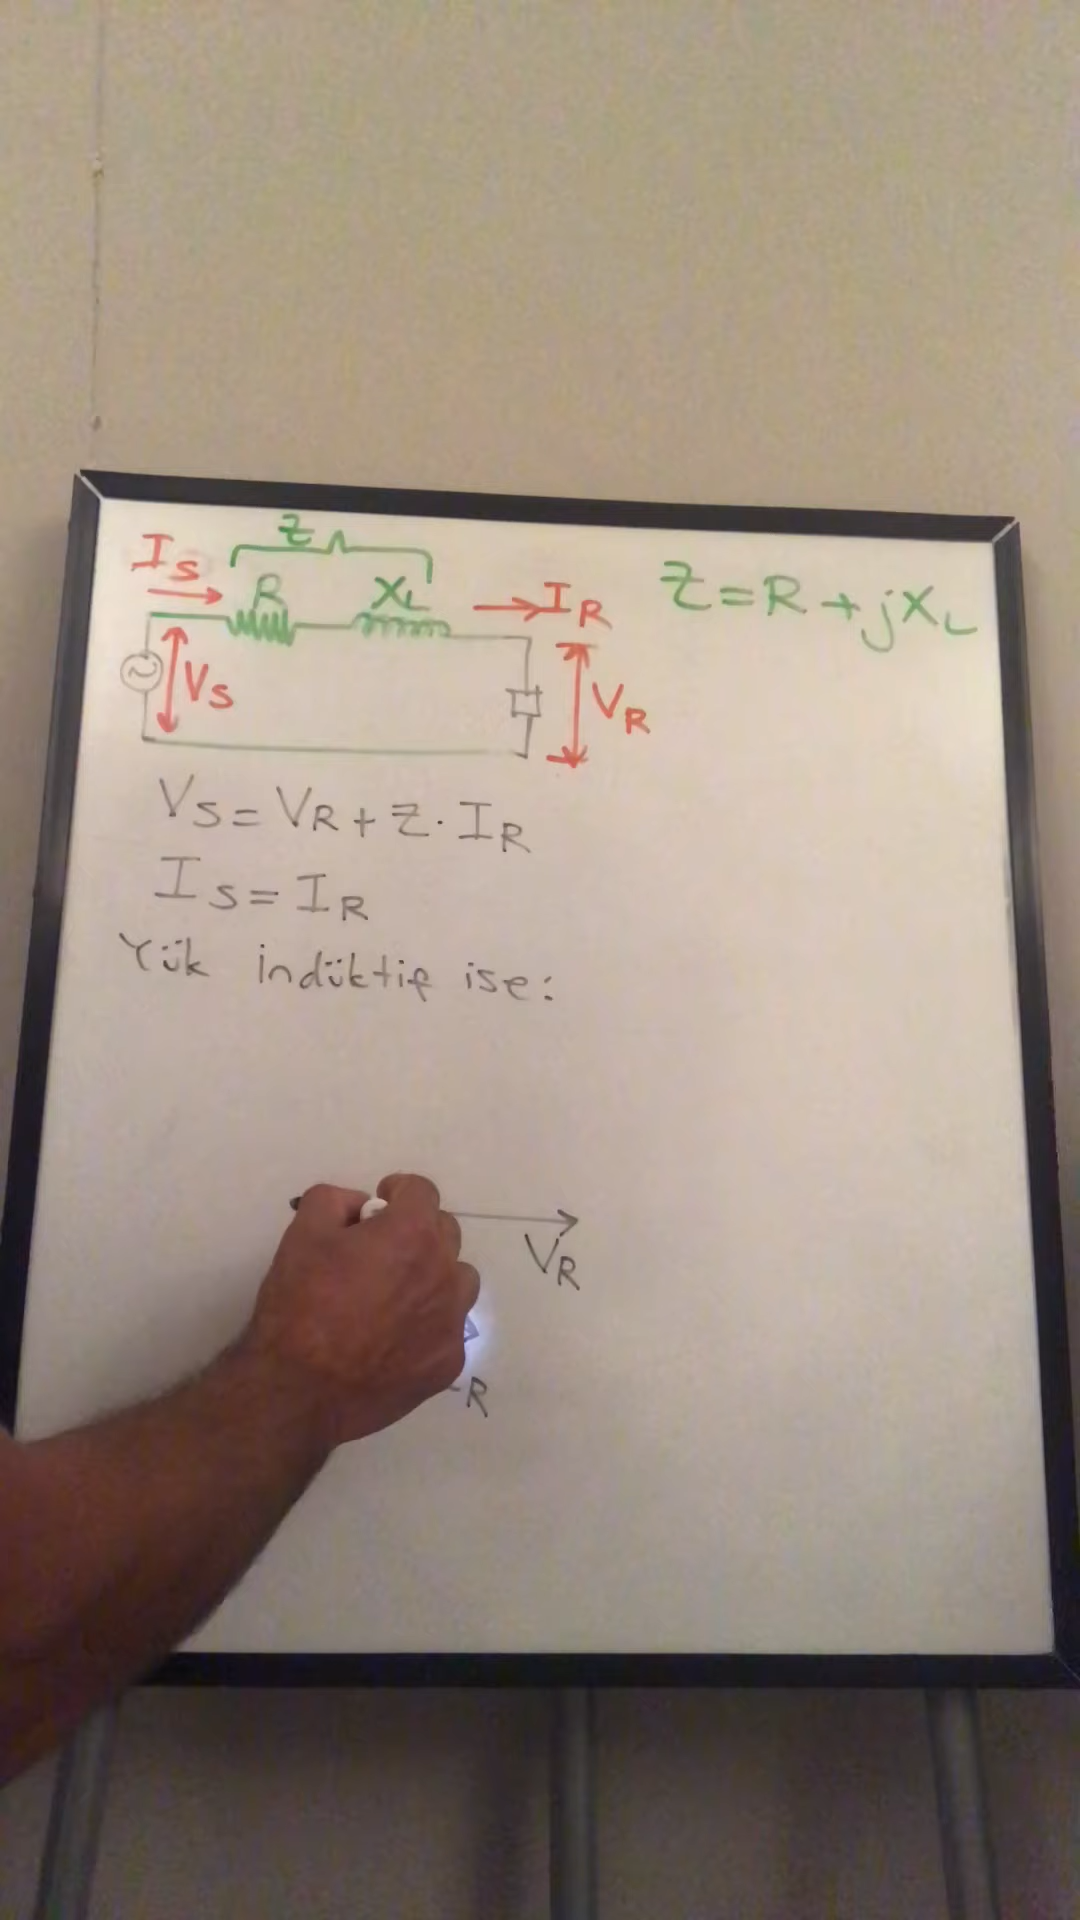 Z
Is
R
XL
IR
Z=R+jXL
Vs
VR
Vs=VR+Z·IR
Is=IR
Yük indüktif ise:
VR
R